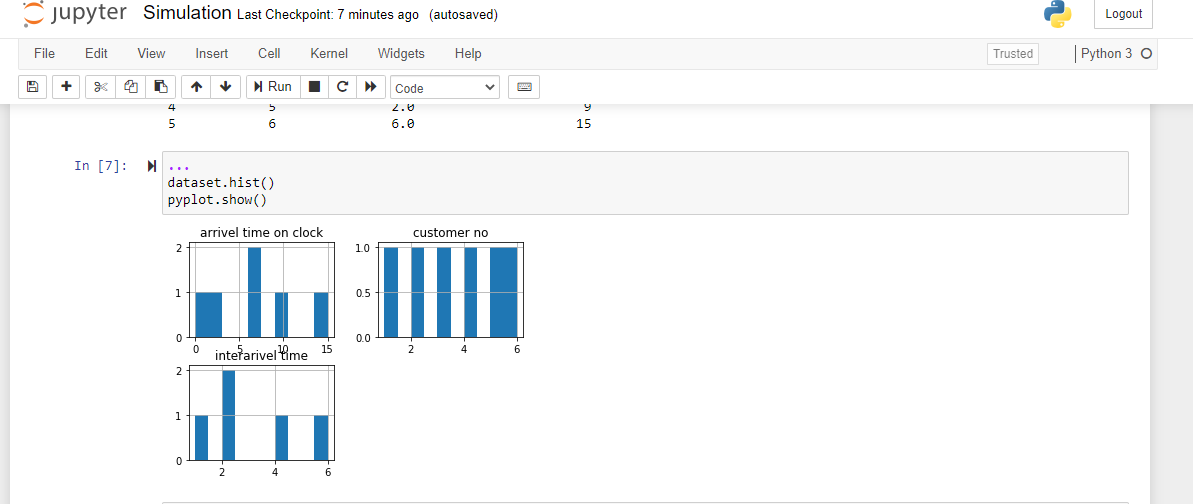 jupyter Simulation Last Checkpoint: 7 minutes ago (autosaved) Logout
File Edit View Insert Cell Kernel Widgets Help Trusted Python 3
Run Code
4 5 2.0 9
5 6 6.0 15
In [7]: ...
dataset.hist()
pyplot.show()
arrivel time on clock customer no
2 1.0
1 0.5
0 0.0
0 5 10 15 2 4 6
interarivel time
2
1
0
2 4 6